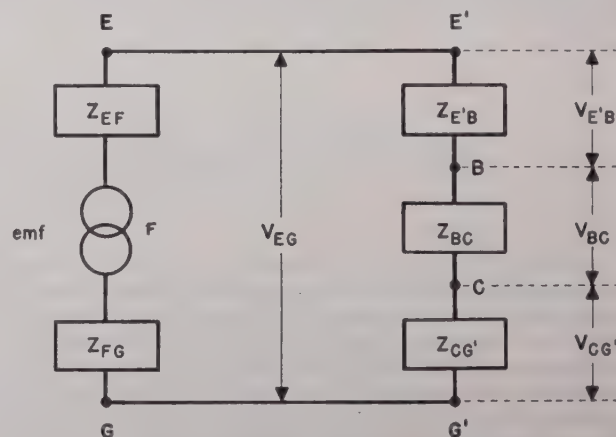 E E'
Z_EF Z_E'B V_E'B
B
emf F V_EG Z_BC V_BC
C
Z_FG Z_CG' V_CG'
G G'